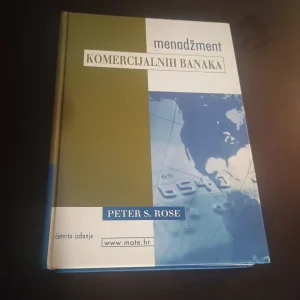 menadžment
KOMERCIJALNIH BANAKA
PETER S. ROSE
četvrto izdanje
www.mate.hr